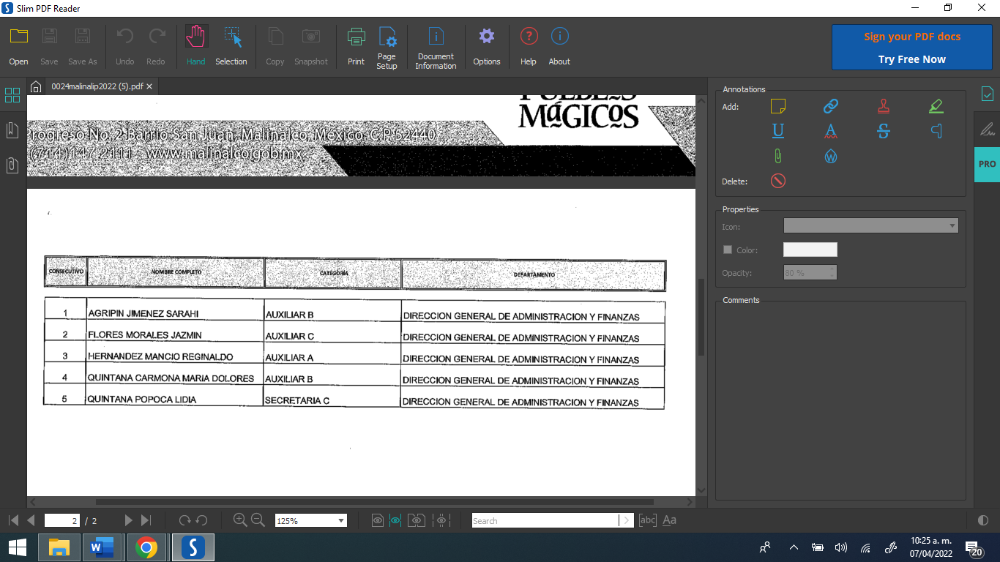 Slim PDF Reader
Open Save Save As Undo Redo Hand Selection Copy Snapshot Print Page Setup Document Information Options Help About
Sign your PDF docs
Try Free Now
0024malinalip2022 (5).pdf
PUEBLOS
MáGICOS
Progreso No. 2 Barrio San Juan, Malinalco, México. C.P. 52440
(714)147 2111 www.malinalco.gob.mx
CONSECUTIVO NOMBRE COMPLETO CATEGORIA DEPARTAMENTO
1 AGRIPIN JIMENEZ SARAHI AUXILIAR B DIRECCION GENERAL DE ADMINISTRACION Y FINANZAS
2 FLORES MORALES JAZMIN AUXILIAR C DIRECCION GENERAL DE ADMINISTRACION Y FINANZAS
3 HERNANDEZ MANCIO REGINALDO AUXILIAR A DIRECCION GENERAL DE ADMINISTRACION Y FINANZAS
4 QUINTANA CARMONA MARIA DOLORES AUXILIAR B DIRECCION GENERAL DE ADMINISTRACION Y FINANZAS
5 QUINTANA POPOCA LIDIA SECRETARIA C DIRECCION GENERAL DE ADMINISTRACION Y FINANZAS
Annotations
Add:
Delete:
PRO
Properties
Icon:
Color:
Opacity: 80 %
Comments
2 / 2 125% Search [abc] Aa
10:25 a. m.
07/04/2022
20